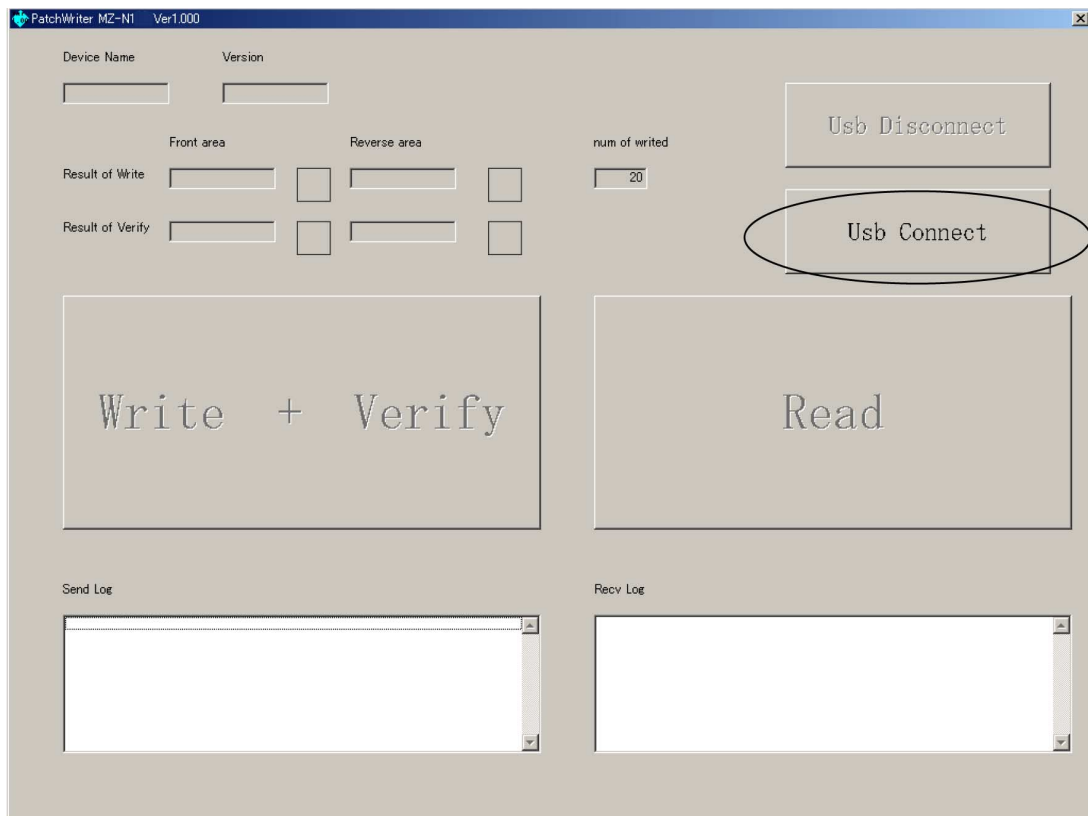 PatchWriter MZ-N1 Ver1.000
Device Name Version
Usb Disconnect
Front area Reverse area num of writed
Result of Write 20
Result of Verify
Usb Connect
Write + Verify Read
Send Log Recv Log